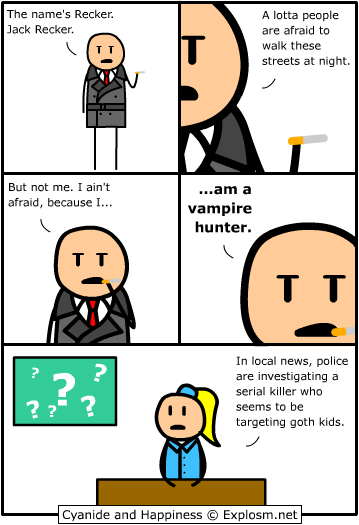 The name's Recker.
Jack Recker.
A lotta people
are afraid to
walk these
streets at night.
But not me. I ain't
afraid, because I...
...am a
vampire
hunter.
? ? ? ? ?
In local news, police
are investigating a
serial killer who
seems to be
targeting goth kids.
Cyanide and Happiness © Explosm.net